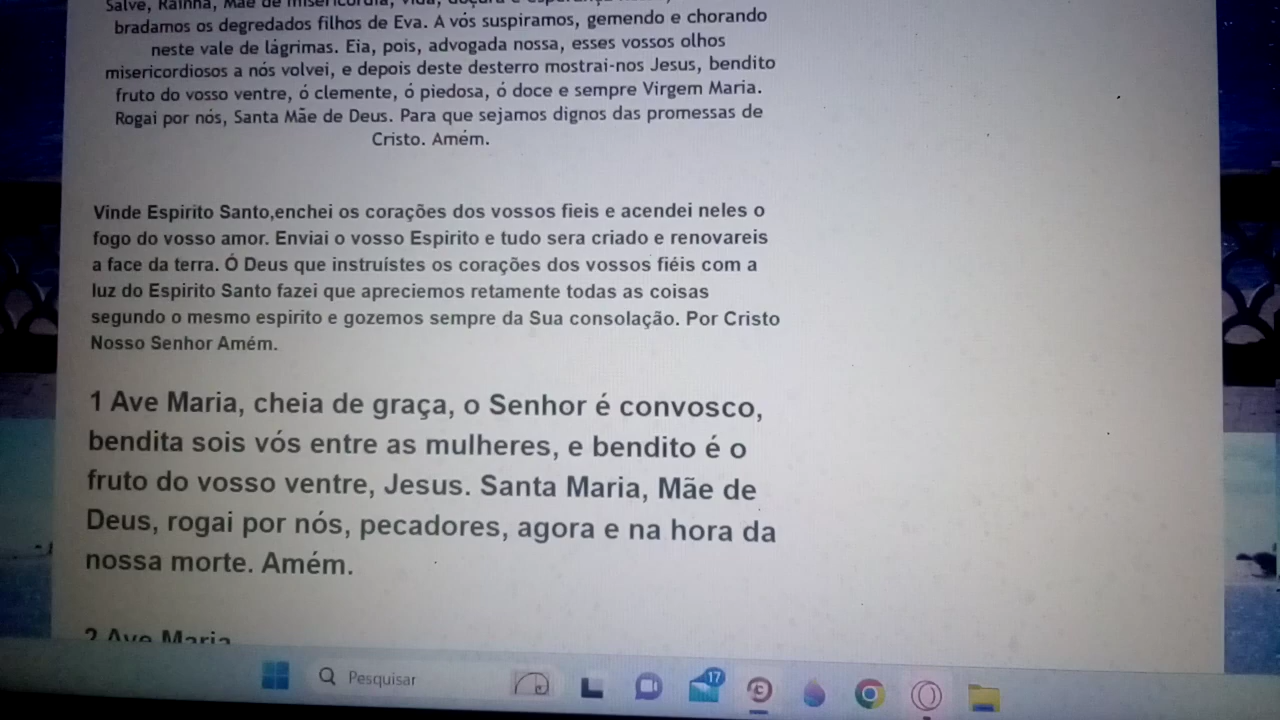 Salve, Rainha, Mãe de misericórdia, vida, doçura e
bradamos os degredados filhos de Eva. A vós suspiramos, gemendo e chorando
neste vale de lágrimas. Eia, pois, advogada nossa, esses vossos olhos
misericordiosos a nós volvei, e depois deste desterro mostrai-nos Jesus, bendito
fruto do vosso ventre, ó clemente, ó piedosa, ó doce e sempre Virgem Maria.
Rogai por nós, Santa Mãe de Deus. Para que sejamos dignos das promessas de
Cristo. Amém.
Vinde Espirito Santo,enchei os corações dos vossos fieis e acendei neles o
fogo do vosso amor. Enviai o vosso Espirito e tudo sera criado e renovareis
a face da terra. Ó Deus que instruístes os corações dos vossos fiéis com a
luz do Espirito Santo fazei que apreciemos retamente todas as coisas
segundo o mesmo espirito e gozemos sempre da Sua consolação. Por Cristo
Nosso Senhor Amém.
1 Ave Maria, cheia de graça, o Senhor é convosco,
bendita sois vós entre as mulheres, e bendito é o
fruto do vosso ventre, Jesus. Santa Maria, Mãe de
Deus, rogai por nós, pecadores, agora e na hora da
nossa morte. Amém.
2 Ave Maria
Pesquisar
17